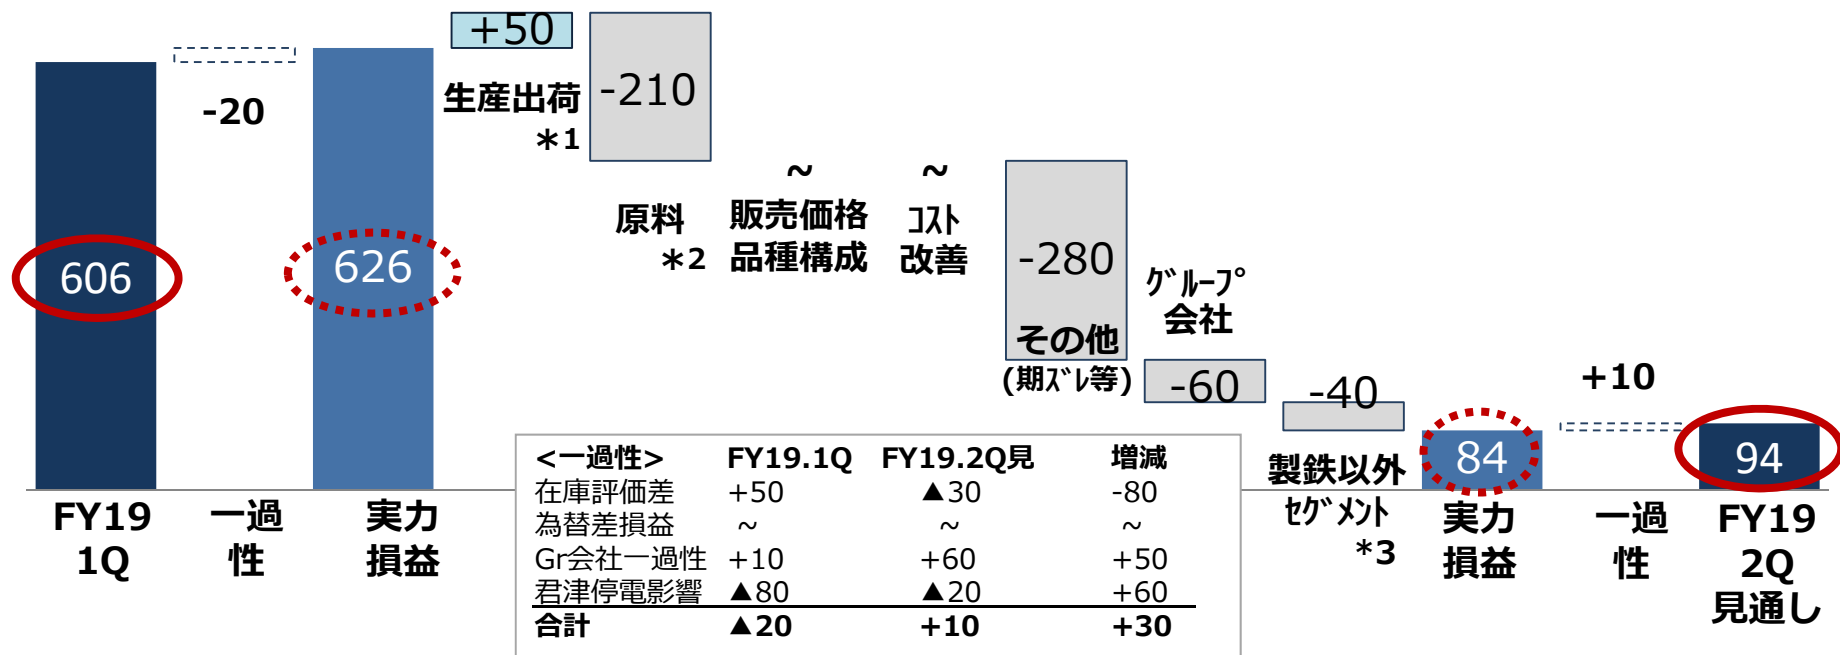 +50
-210
-20
生産出荷
＊1
～
～
原料
＊2
販売価格
品種構成
ｺｽﾄ
改善
606
626
-280
その他
(期ｽﾞﾚ等)
ｸﾞﾙｰﾌﾟ
会社
-60
-40
+10
84
94
製鉄以外
ｾｸﾞﾒﾝﾄ
*3
FY19
1Q
一過
性
実力
損益
<一過性> FY19.1Q FY19.2Q見 増減
在庫評価差 +50 ▲30 -80
為替差損益 ～ ～ ～
Gr会社一過性 +10 +60 +50
君津停電影響 ▲80 ▲20 +60
合計 ▲20 +10 +30
実力
損益
一過
性
FY19
2Q
見通し